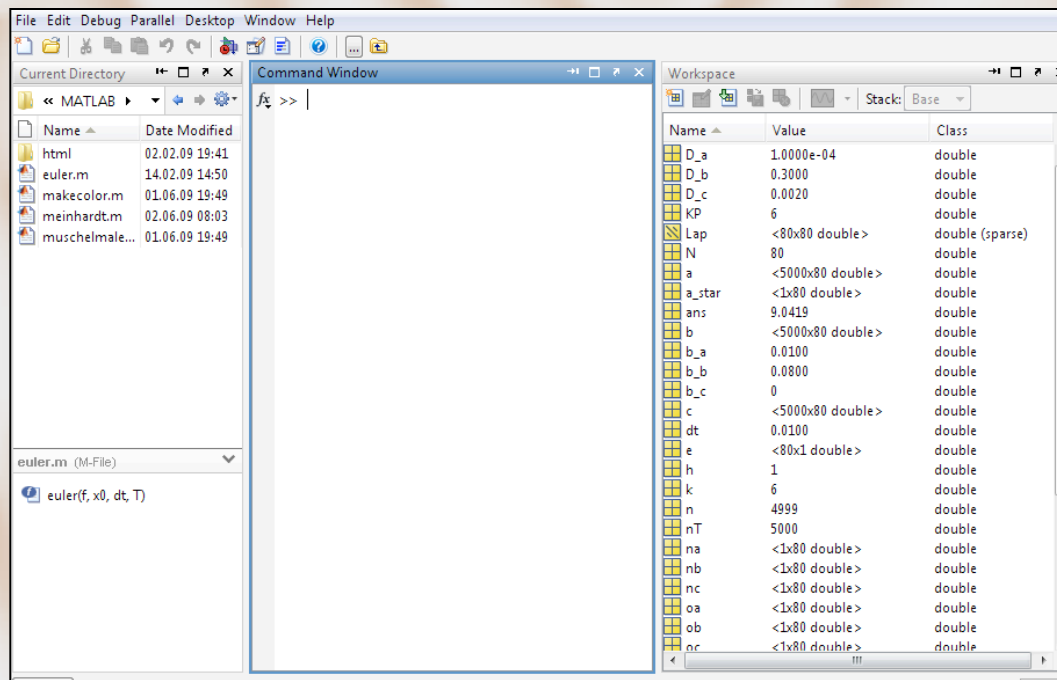 File Edit Debug Parallel Desktop Window Help
Current Directory
« MATLAB
Name Date Modified
html 02.02.09 19:41
euler.m 14.02.09 14:50
makecolor.m 01.06.09 19:49
meinhardt.m 02.06.09 08:03
muschelmale... 01.06.09 19:49
euler.m (M-File)
euler(f, x0, dt, T)
Command Window
fx >>
Workspace
Stack: Base
Name Value Class
D_a 1.0000e-04 double
D_b 0.3000 double
D_c 0.0020 double
KP 6 double
Lap <80x80 double> double (sparse)
N 80 double
a <5000x80 double> double
a_star <1x80 double> double
ans 9.0419 double
b <5000x80 double> double
b_a 0.0100 double
b_b 0.0800 double
b_c 0 double
c <5000x80 double> double
dt 0.0100 double
e <80x1 double> double
h 1 double
k 6 double
n 4999 double
nT 5000 double
na <1x80 double> double
nb <1x80 double> double
nc <1x80 double> double
oa <1x80 double> double
ob <1x80 double> double
oc <1x80 double> double